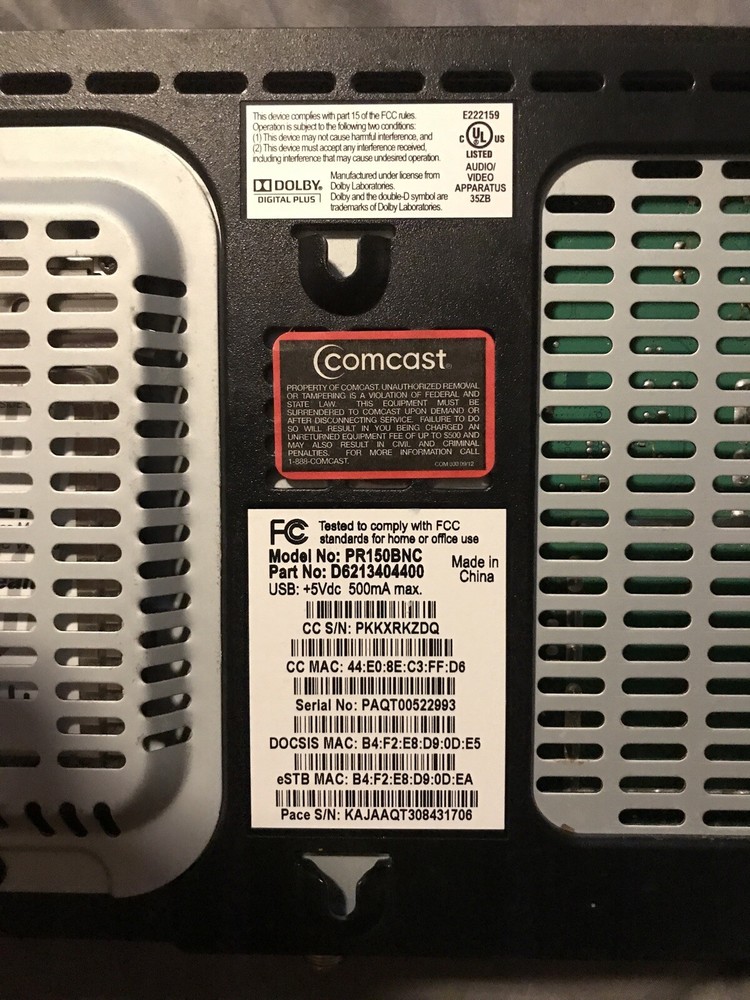 This device complies with part 15 of the FCC rules.
Operation is subject to the following two conditions:
(1) This device may not cause harmful interference, and
(2) This device must accept any interference received,
including interference that may cause undesired operation.
DOLBY®
DIGITAL PLUS
Manufactured under license from
Dolby Laboratories.
Dolby and the double-D symbol are
trademarks of Dolby Laboratories.
E222159
C UL US
LISTED
AUDIO/
VIDEO
APPARATUS
35ZB
comcast®
PROPERTY OF COMCAST. UNAUTHORIZED REMOVAL
OR TAMPERING IS A VIOLATION OF FEDERAL AND
STATE LAW. THIS EQUIPMENT MUST BE
SURRENDERED TO COMCAST UPON DEMAND OR
AFTER DISCONNECTING SERVICE. FAILURE TO DO
SO WILL RESULT IN YOU BEING CHARGED AN
UNRETURNED EQUIPMENT FEE OF UP TO $500 AND
MAY ALSO RESULT IN CIVIL AND CRIMINAL
PENALTIES. FOR MORE INFORMATION CALL
1-888-COMCAST.
FC Tested to comply with FCC
standards for home or office use
Model No: PR150BNC
Part No: D6213404400
USB: +5Vdc 500mA max.
Made in
China
CC S/N: PKKXRKZDQ
CC MAC: 44:E0:8E:C3:FF:D6
Serial No: PAQT00522993
DOCSIS MAC: B4:F2:E8:D9:0D:E5
eSTB MAC: B4:F2:E8:D9:0D:EA
Pace S/N: KAJAAQT308431706